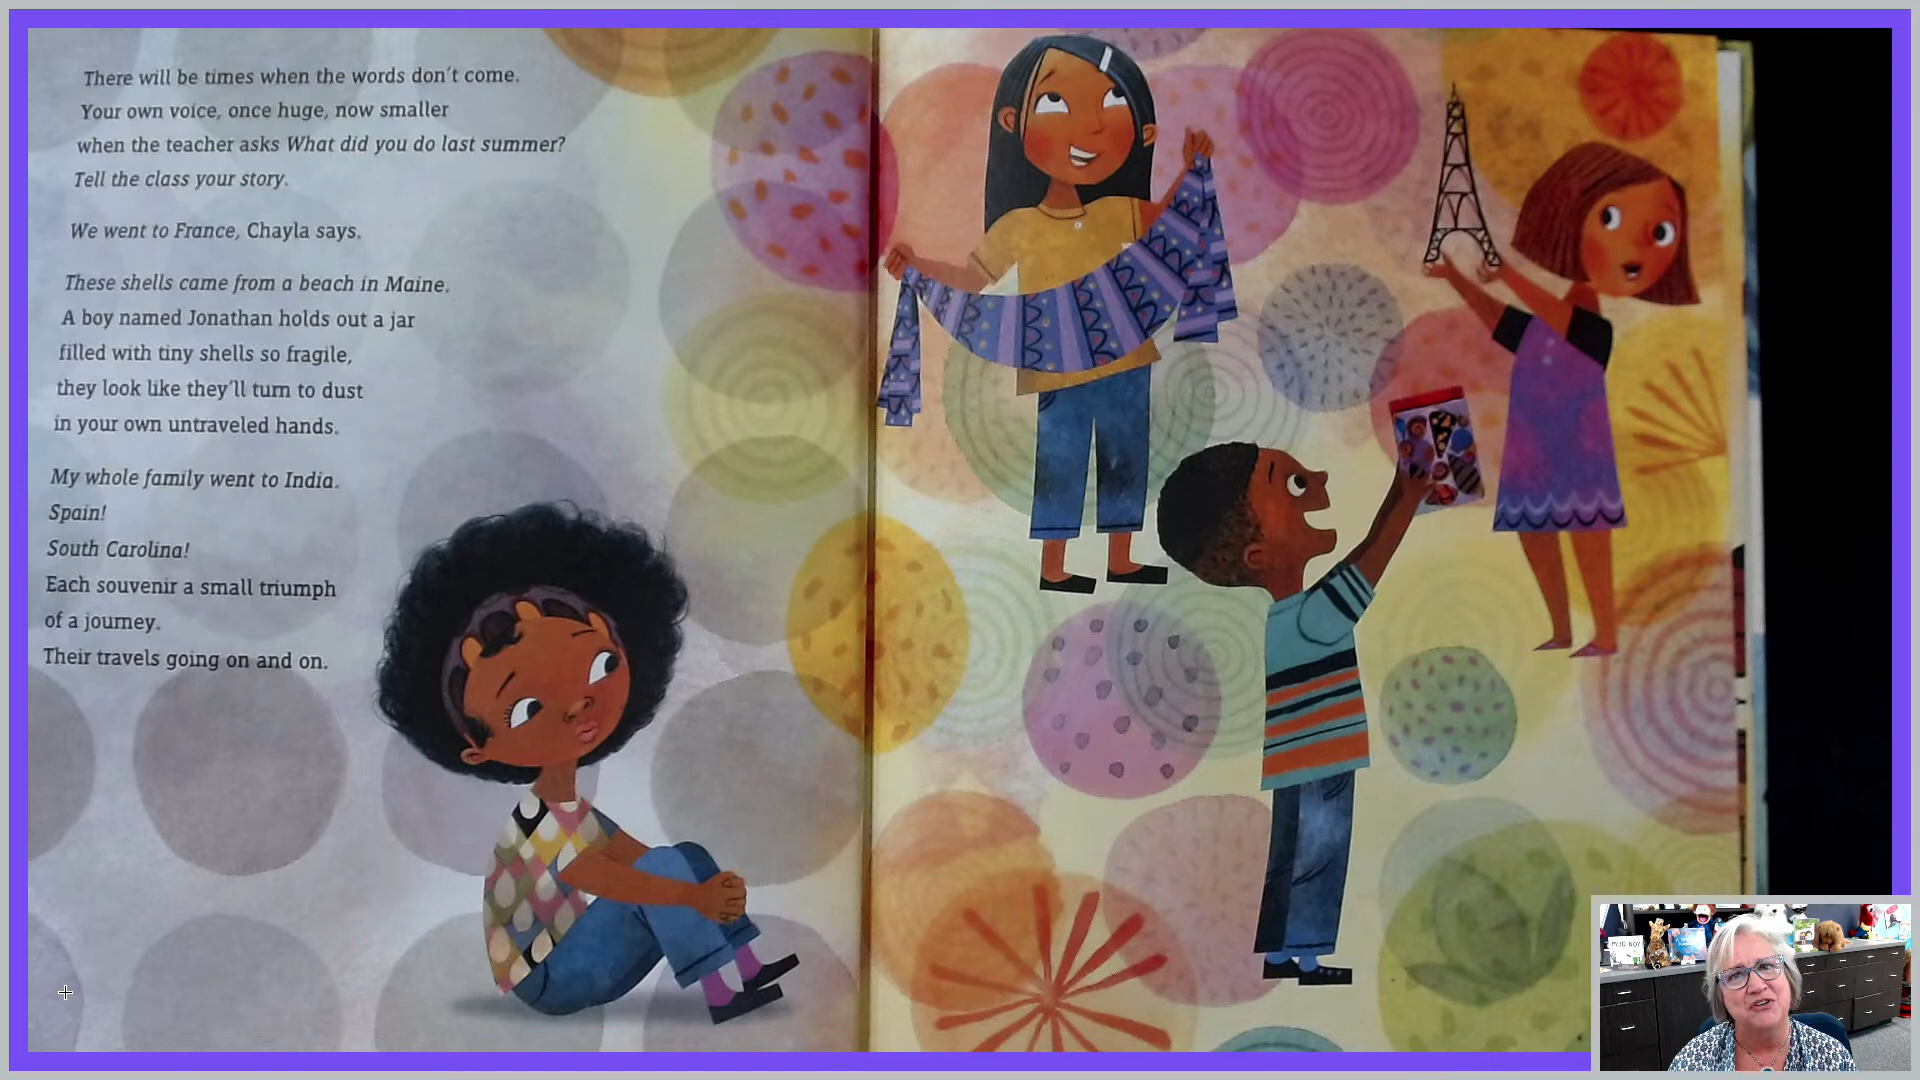 There will be times when the words don't come.
Your own voice, once huge, now smaller
when the teacher asks What did you do last summer?
Tell the class your story.
We went to France, Chayla says.
These shells came from a beach in Maine.
A boy named Jonathan holds out a jar
filled with tiny shells so fragile,
they look like they'll turn to dust
in your own untraveled hands.
My whole family went to India.
Spain!
South Carolina!
Each souvenir a small triumph
of a journey.
Their travels going on and on.